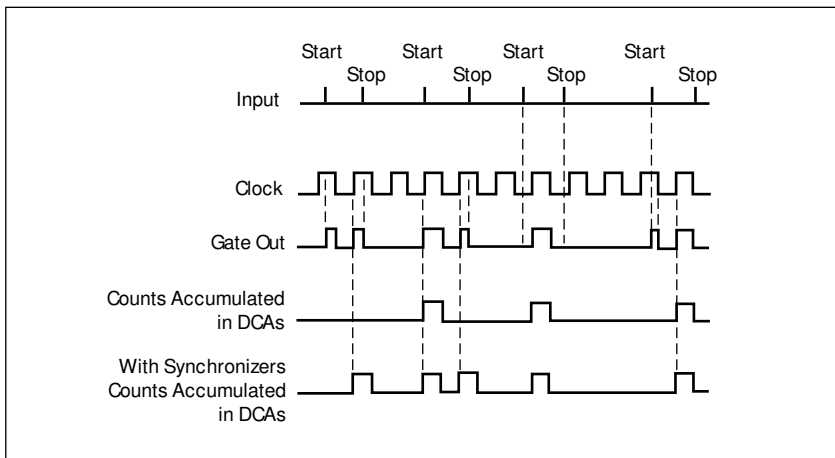 Start Start Start Start
Stop Stop Stop Stop
Input
Clock
Gate Out
Counts Accumulated
in DCAs
With Synchronizers
Counts Accumulated
in DCAs